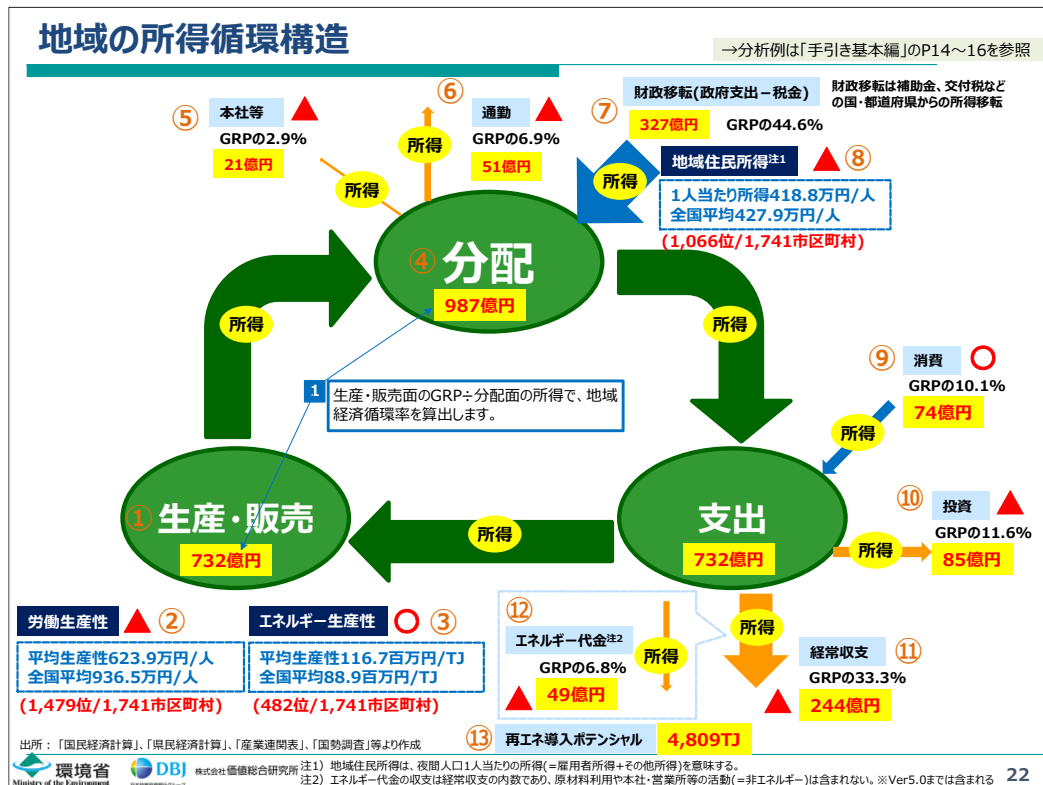 地域の所得循環構造
→分析例は「手引き基本編」のP14～16を参照
⑤
本社等
▲
GRPの2.9%
21億円
所得
⑥
通勤
▲
GRPの6.9%
51億円
所得
⑦
財政移転(政府支出－税金)
327億円 GRPの44.6%
財政移転は補助金、交付税など
の国・都道府県からの所得移転
所得
地域住民所得注1
▲
⑧
1人当たり所得418.8万円/人
全国平均427.9万円/人
(1,066位/1,741市区町村)
④
分配
987億円
所得
所得
1
生産・販売面のGRP÷分配面の所得で、地域
経済循環率を算出します。
⑨
消費
○
GRPの10.1%
74億円
所得
①
生産・販売
732億円
所得
支出
732億円
⑩
投資
▲
GRPの11.6%
85億円
所得
労働生産性
▲
②
平均生産性623.9万円/人
全国平均936.5万円/人
(1,479位/1,741市区町村)
エネルギー生産性
○
③
平均生産性116.7百万円/TJ
全国平均88.9百万円/TJ
(482位/1,741市区町村)
⑫
エネルギー代金注2
GRPの6.8%
▲
49億円
所得
所得
経常収支
⑪
GRPの33.3%
▲
244億円
⑬
再エネ導入ポテンシャル
4,809TJ
出所：「国民経済計算」、「県民経済計算」、「産業連関表」、「国勢調査」等より作成
環境省
Ministry of the Environment
DBJ
株式会社価値総合研究所
注1）地域住民所得は、夜間人口1人当たりの所得(=雇用者所得+その他所得)を意味する。
注2）エネルギー代金の収支は経常収支の内数であり、原材料利用や本社・営業所等の活動(=非エネルギー)は含まれない。※Ver5.0までは含まれる
22